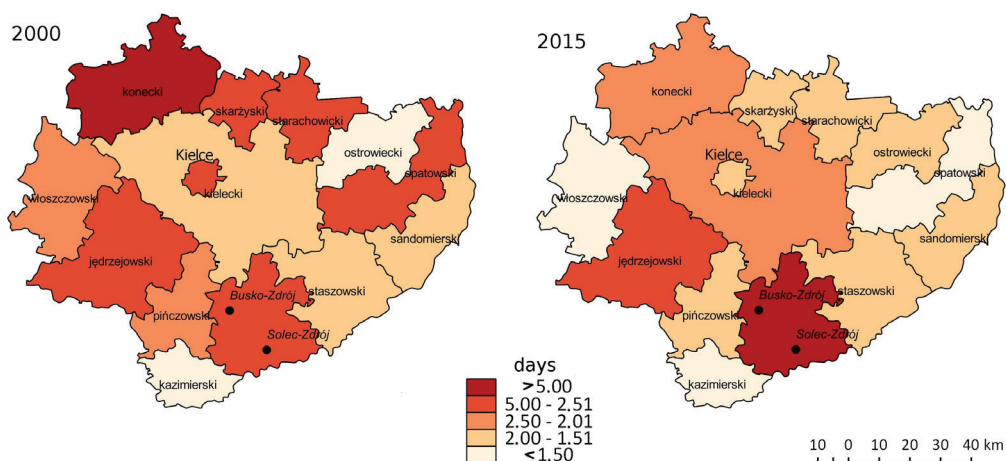 2000
konecki
skarżyski
starachowicki
ostrowiecki
Kielce
opatowski
włoszczowski
kielecki
sandomierski
jędrzejowski
Busko-Zdrój
staszowski
pińczowski
Solec-Zdrój
kazimierski
2015
konecki
skarżyski
starachowicki
ostrowiecki
Kielce
opatowski
włoszczowski
kielecki
sandomierski
jędrzejowski
Busko-Zdrój
staszowski
pińczowski
Solec-Zdrój
kazimierski
days
>5.00
5.00 - 2.51
2.50 - 2.01
2.00 - 1.51
<1.50
10 0 10 20 30 40 km